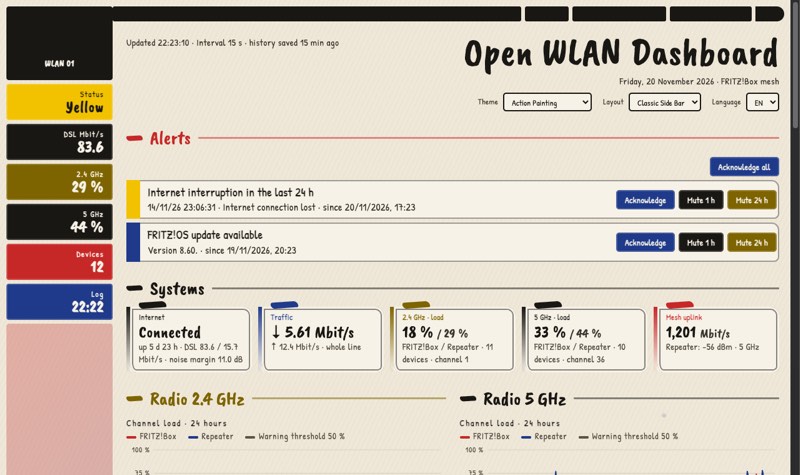 WLAN 01
Status
Yellow
DSL Mbit/s
83.6
2.4 GHz
29 %
5 GHz
44 %
Devices
12
Log
22:22
Updated 22:23:10 · Interval 15 s · history saved 15 min ago
Open WLAN Dashboard
Friday, 20 November 2026 · FRITZ!Box mesh
Theme Action Painting Layout Classic Side Bar Language EN
Alerts
Acknowledge all
Internet interruption in the last 24 h
14/11/26 23:06:31 · Internet connection lost · since 20/11/2026, 17:23
Acknowledge Mute 1 h Mute 24 h
FRITZ!OS update available
Version 8.60. · since 19/11/2026, 20:23
Acknowledge Mute 1 h Mute 24 h
Systems
Internet
Connected
up 5 d 23 h · DSL 83.6 / 15.7
Mbit/s · noise margin 11.0 dB
Traffic
↓ 5.61 Mbit/s
↑ 12.4 Mbit/s · whole line
2.4 GHz · load
18 % / 29 %
FRITZ!Box / Repeater · 11
devices · channel 1
5 GHz · load
33 % / 44 %
FRITZ!Box / Repeater · 10
devices · channel 36
Mesh uplink
1,201 Mbit/s
Repeater: -56 dBm · 5 GHz
Radio 2.4 GHz
Channel load · 24 hours
FRITZ!Box Repeater Warning threshold 50 %
100 %
75 %
Radio 5 GHz
Channel load · 24 hours
FRITZ!Box Repeater Warning threshold 50 %
100 %
75 %